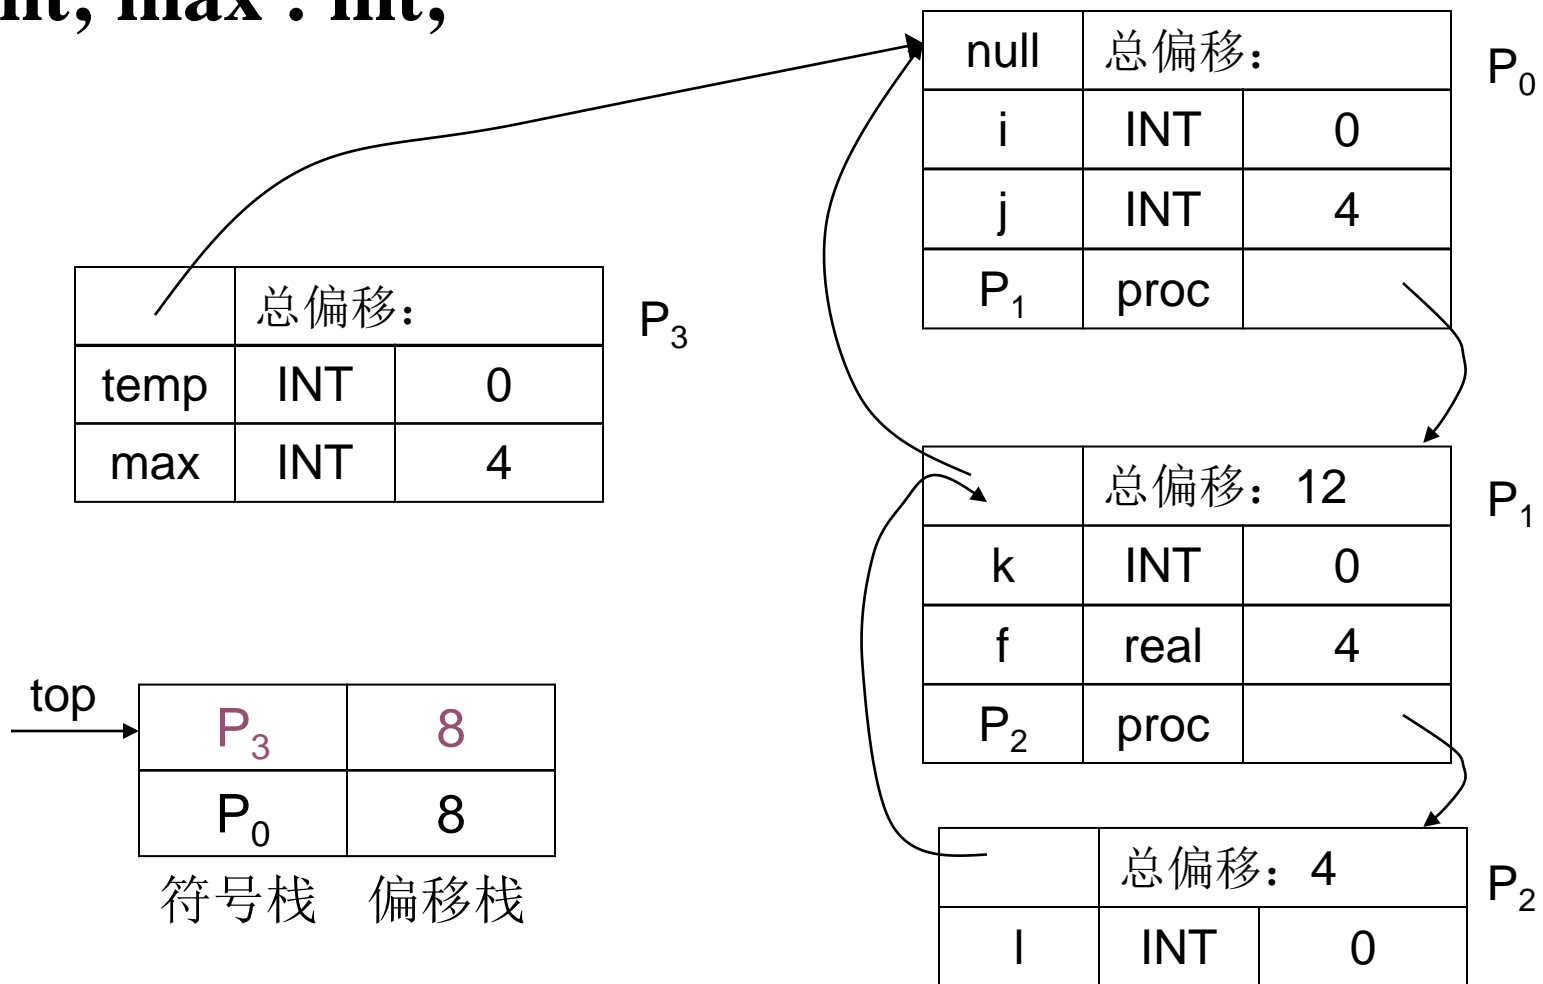 int; max : int;
null 总偏移: P₀
i INT 0
j INT 4
P₁ proc
总偏移: P₃
temp INT 0
max INT 4
总偏移: 12 P₁
k INT 0
f real 4
P₂ proc
top
P₃ 8
P₀ 8
符号栈 偏移栈
总偏移: 4 P₂
l INT 0